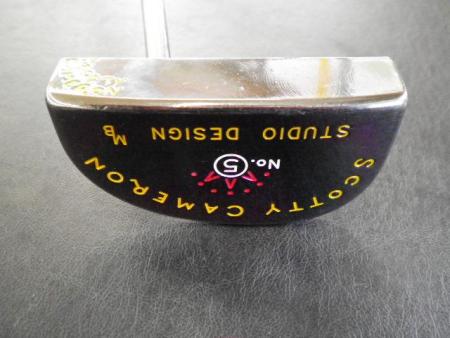 SCOTTY CAMERON
No. 5
STUDIO DESIGN MB